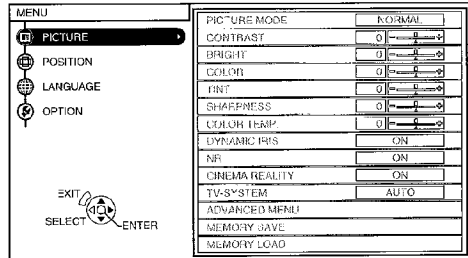 MENU
PICTURE
POSITION
LANGUAGE
OPTION
EXIT
SELECT
ENTER
PICTURE MODE NORMAL
CONTRAST 0
BRIGHT 0
COLOR 0
TINT 0
SHARPNESS 0
COLOR TEMP. 0
DYNAMIC IRIS ON
NR ON
CINEMA REALITY ON
TV-SYSTEM AUTO
ADVANCED MENU
MEMORY SAVE
MEMORY LOAD